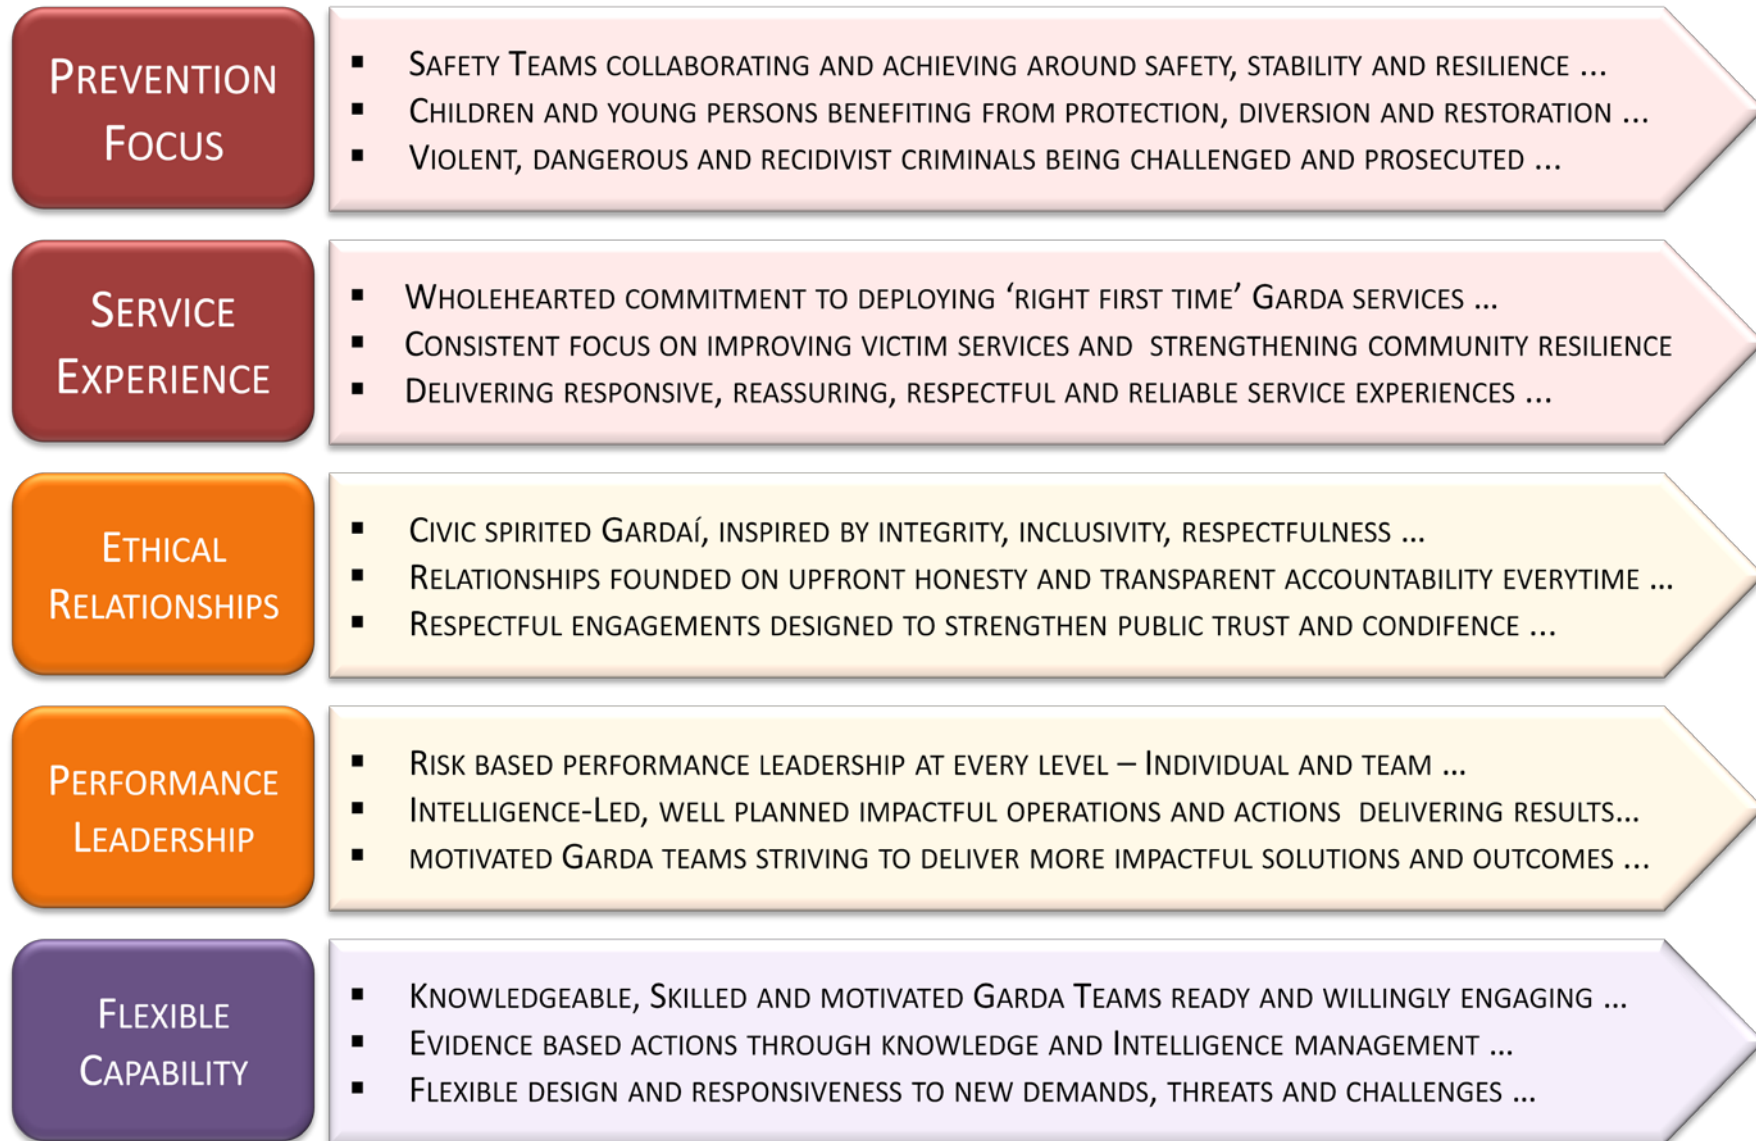 PREVENTION
FOCUS
▪ SAFETY TEAMS COLLABORATING AND ACHIEVING AROUND SAFETY, STABILITY AND RESILIENCE ...
▪ CHILDREN AND YOUNG PERSONS BENEFITING FROM PROTECTION, DIVERSION AND RESTORATION ...
▪ VIOLENT, DANGEROUS AND RECIDIVIST CRIMINALS BEING CHALLENGED AND PROSECUTED ...
SERVICE
EXPERIENCE
▪ WHOLEHEARTED COMMITMENT TO DEPLOYING ‘RIGHT FIRST TIME’ GARDA SERVICES ...
▪ CONSISTENT FOCUS ON IMPROVING VICTIM SERVICES AND STRENGTHENING COMMUNITY RESILIENCE
▪ DELIVERING RESPONSIVE, REASSURING, RESPECTFUL AND RELIABLE SERVICE EXPERIENCES ...
ETHICAL
RELATIONSHIPS
▪ CIVIC SPIRITED GARDAÍ, INSPIRED BY INTEGRITY, INCLUSIVITY, RESPECTFULNESS ...
▪ RELATIONSHIPS FOUNDED ON UPFRONT HONESTY AND TRANSPARENT ACCOUNTABILITY EVERYTIME ...
▪ RESPECTFUL ENGAGEMENTS DESIGNED TO STRENGTHEN PUBLIC TRUST AND CONDIFENCE ...
PERFORMANCE
LEADERSHIP
▪ RISK BASED PERFORMANCE LEADERSHIP AT EVERY LEVEL – INDIVIDUAL AND TEAM ...
▪ INTELLIGENCE-LED, WELL PLANNED IMPACTFUL OPERATIONS AND ACTIONS DELIVERING RESULTS...
▪ MOTIVATED GARDA TEAMS STRIVING TO DELIVER MORE IMPACTFUL SOLUTIONS AND OUTCOMES ...
FLEXIBLE
CAPABILITY
▪ KNOWLEDGEABLE, SKILLED AND MOTIVATED GARDA TEAMS READY AND WILLINGLY ENGAGING ...
▪ EVIDENCE BASED ACTIONS THROUGH KNOWLEDGE AND INTELLIGENCE MANAGEMENT ...
▪ FLEXIBLE DESIGN AND RESPONSIVENESS TO NEW DEMANDS, THREATS AND CHALLENGES ...